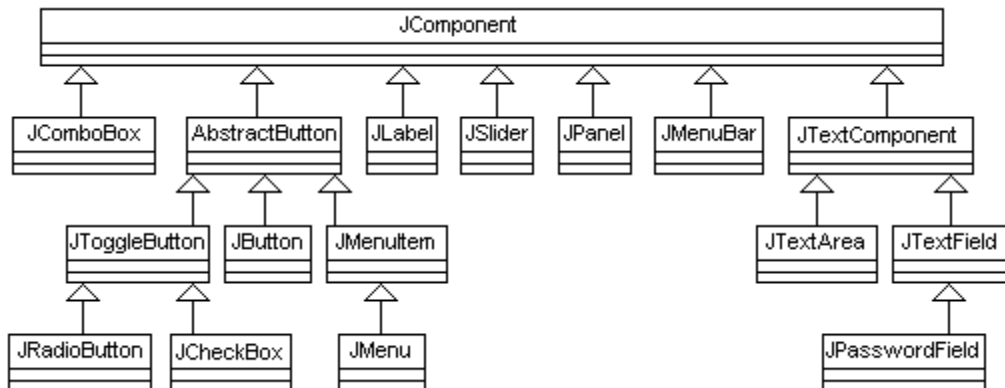 JComponent
JComboBox
AbstractButton
JLabel
JSlider
JPanel
JMenuBar
JTextComponent
JToggleButton
JButton
JMenuItem
JTextArea
JTextField
JRadioButton
JCheckBox
JMenu
JPasswordField